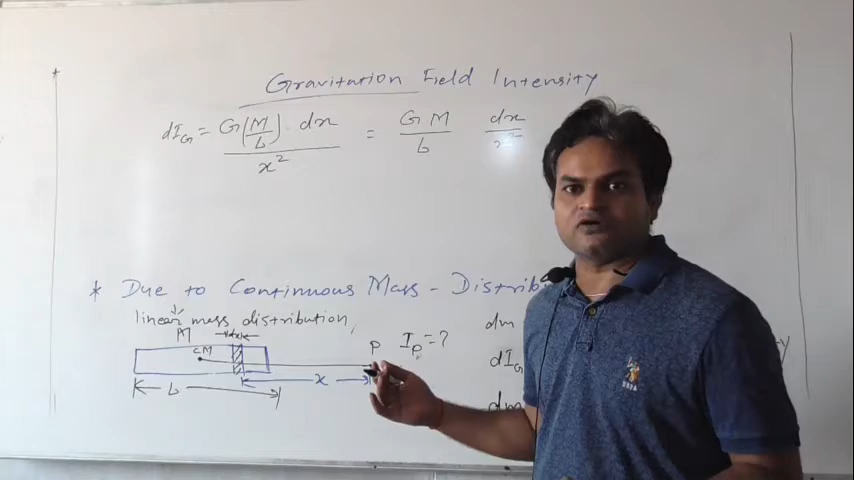 Gravitation Field Intensity
dI_G = G(M/L) dx / x² = GM/L dx/x²
* Due to Continuous Mass - Distrib
linear mass distribution,
M dx
CM
P I_P = ?
L x
dm
dI_G
dm